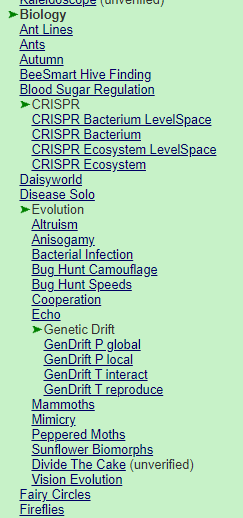 Kaleidoscope (unverified)
Biology
Ant Lines
Ants
Autumn
BeeSmart Hive Finding
Blood Sugar Regulation
CRISPR
CRISPR Bacterium LevelSpace
CRISPR Bacterium
CRISPR Ecosystem LevelSpace
CRISPR Ecosystem
Daisyworld
Disease Solo
Evolution
Altruism
Anisogamy
Bacterial Infection
Bug Hunt Camouflage
Bug Hunt Speeds
Cooperation
Echo
Genetic Drift
GenDrift P global
GenDrift P local
GenDrift T interact
GenDrift T reproduce
Mammoths
Mimicry
Peppered Moths
Sunflower Biomorphs
Divide The Cake (unverified)
Vision Evolution
Fairy Circles
Fireflies